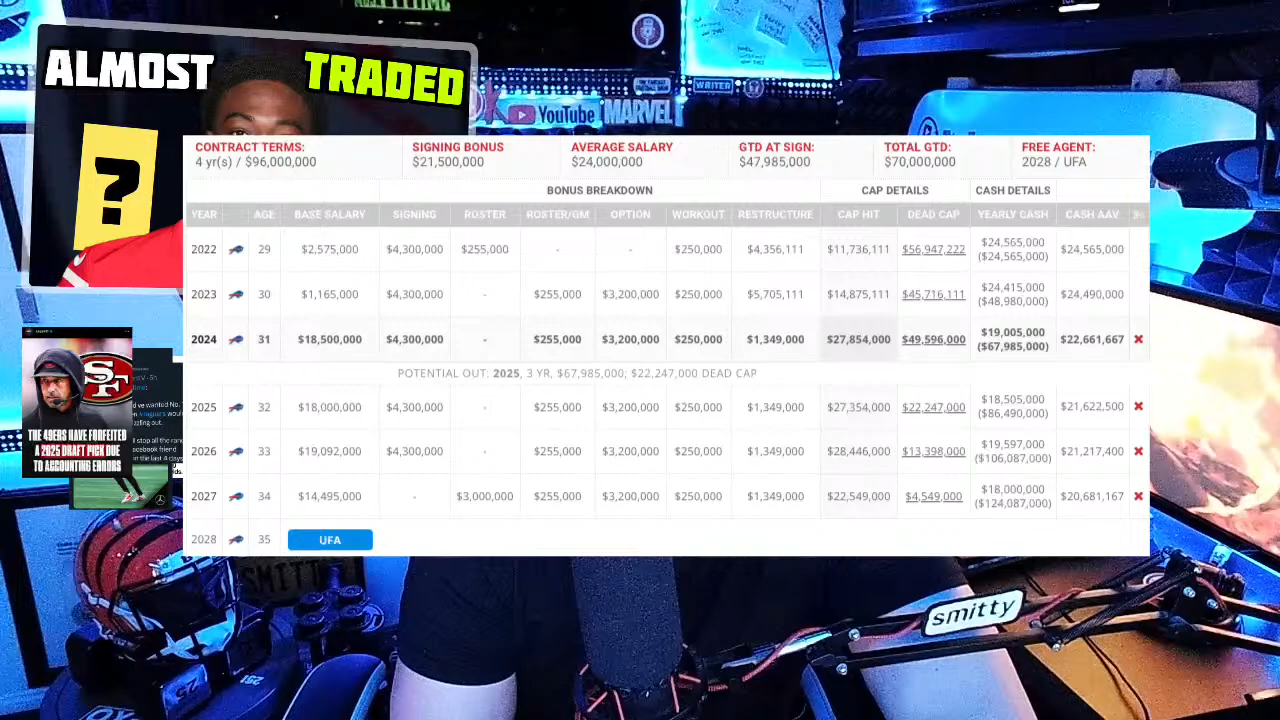 ALMOST TRADED
?
WRITER
YouTube
MARVEL
CONTRACT TERMS: SIGNING BONUS AVERAGE SALARY GTD AT SIGN: TOTAL GTD: FREE AGENT:
4 yr(s) / $96,000,000 $21,500,000 $24,000,000 $47,985,000 $70,000,000 2028 / UFA
BONUS BREAKDOWN CAP DETAILS CASH DETAILS
YEAR AGE BASE SALARY SIGNING ROSTER ROSTER/GM OPTION WORKOUT RESTRUCTURE CAP HIT DEAD CAP YEARLY CASH CASH AAV
2022 29 $2,575,000 $4,300,000 $255,000 - - $250,000 $4,356,111 $11,736,111 $56,947,222 $24,565,000 $24,565,000
($24,565,000)
2023 30 $1,165,000 $4,300,000 - $255,000 $3,200,000 $250,000 $5,705,111 $14,875,111 $45,716,111 $24,415,000 $24,490,000
($48,980,000)
2024 31 $18,500,000 $4,300,000 - $255,000 $3,200,000 $250,000 $1,349,000 $27,854,000 $49,596,000 $19,005,000 $22,661,667
($67,985,000)
POTENTIAL OUT: 2025, 3 YR, $67,985,000; $22,247,000 DEAD CAP
2025 32 $18,000,000 $4,300,000 - $255,000 $3,200,000 $250,000 $1,349,000 $27,354,000 $22,247,000 $18,505,000 $21,622,500
($86,490,000)
2026 33 $19,092,000 $4,300,000 - $255,000 $3,200,000 $250,000 $1,349,000 $28,446,000 $13,398,000 $19,597,000 $21,217,400
($106,087,000)
2027 34 $14,495,000 - $3,000,000 $255,000 $3,200,000 $250,000 $1,349,000 $22,549,000 $4,549,000 $18,000,000 $20,681,167
($124,087,000)
2028 35 UFA
SF
THE 49ERS HAVE FORFEITED
A 2025 DRAFT PICK DUE
TO ACCOUNTING ERRORS
SMITTY
smitty